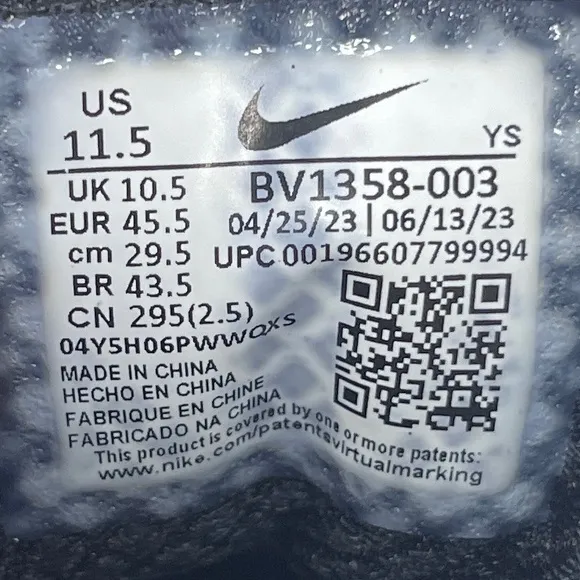 US
11.5
YS
UK 10.5
EUR 45.5
cm 29.5
BR 43.5
CN 295(2.5)
BV1358-003
04/25/23 | 06/13/23
UPC 00196607799994
04Y5H06PWWQXS
MADE IN CHINA
HECHO EN CHINA
FABRIQUE EN CHINE
FABRICADO NA CHINA
This product is covered by one or more patents:
www.nike.com/patentsvirtualmarking